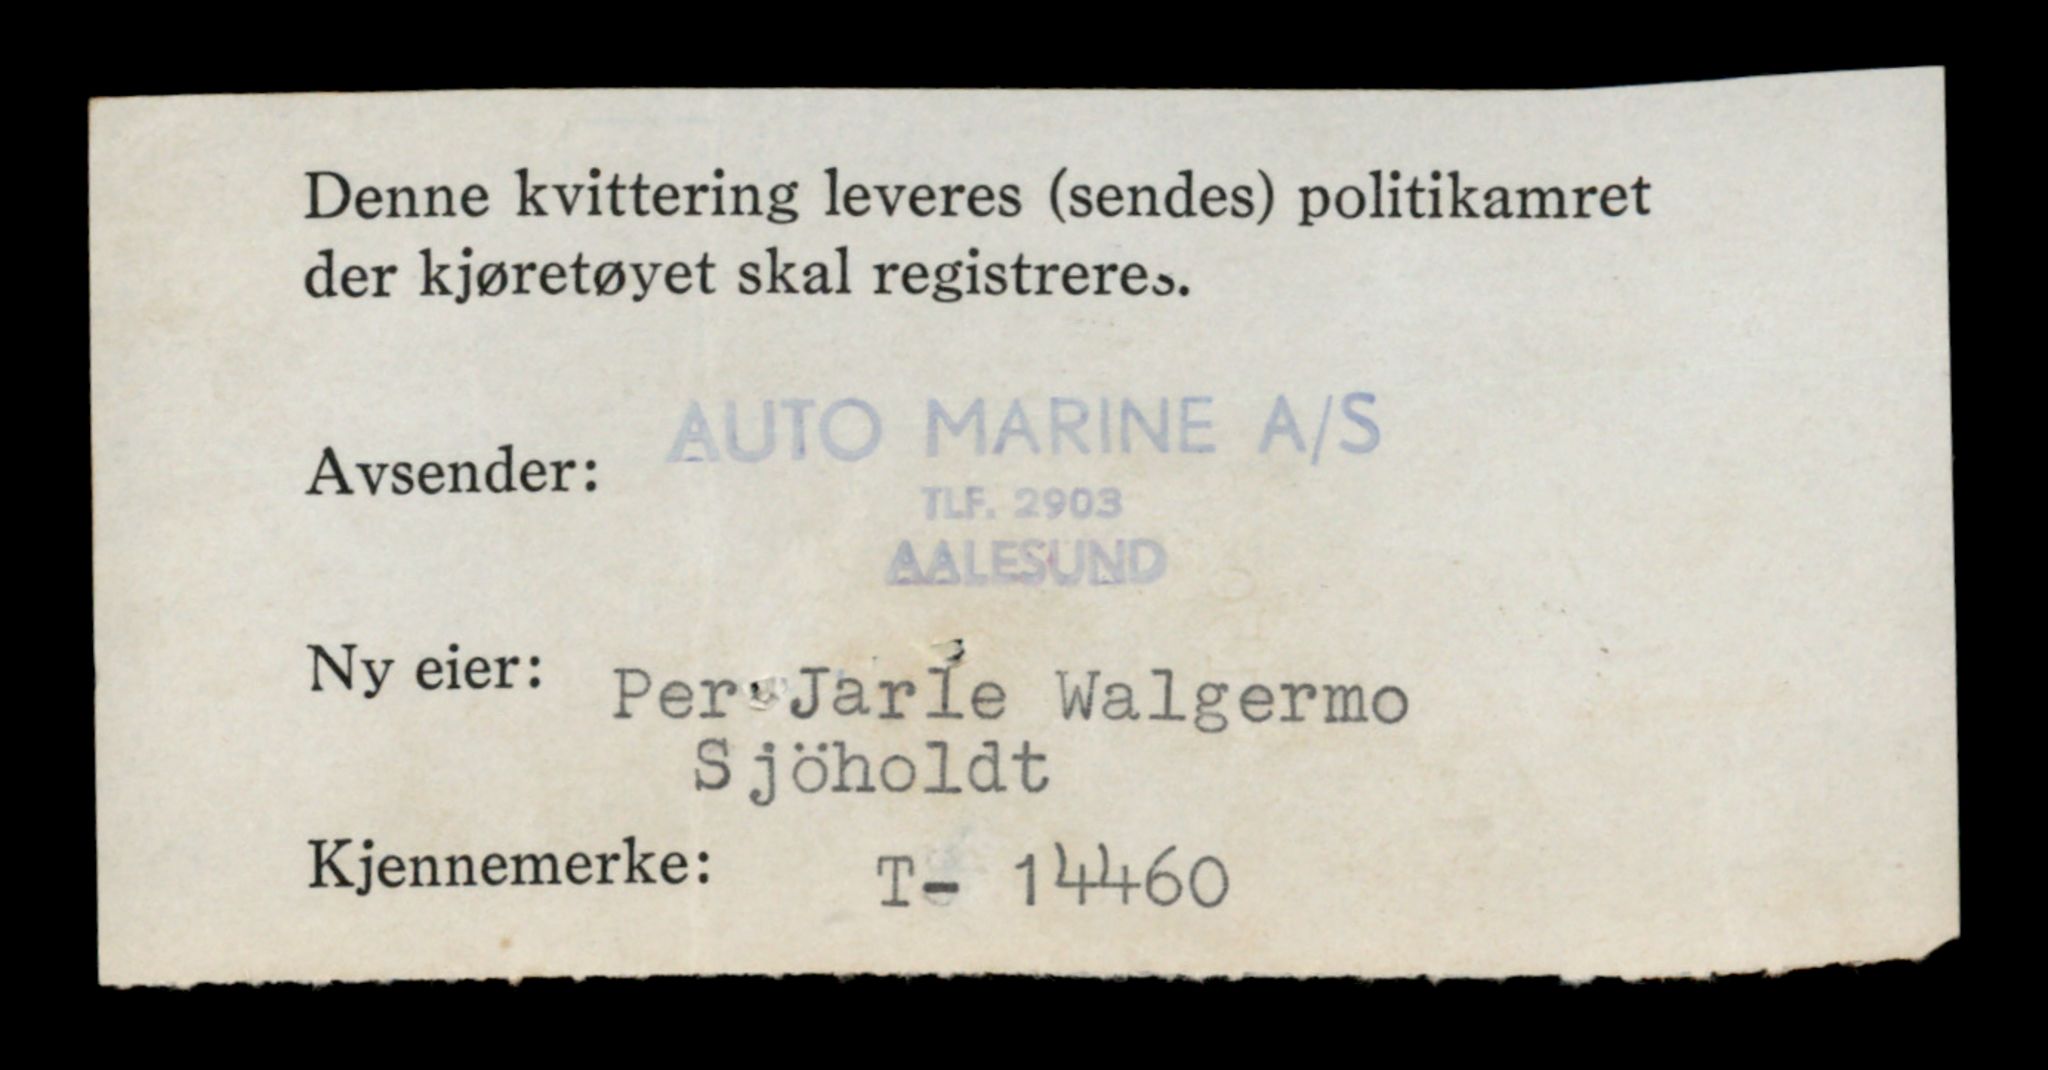 Denne kvittering leveres (sendes) politikamret
der kjøretøyet skal registreres.
AUTO MARINE A/S
Avsender:
TLF. 2903
AALESUND
Ny eier: Per Jarle Walgermo
Sjöholdt
Kjennemerke: T- 14460